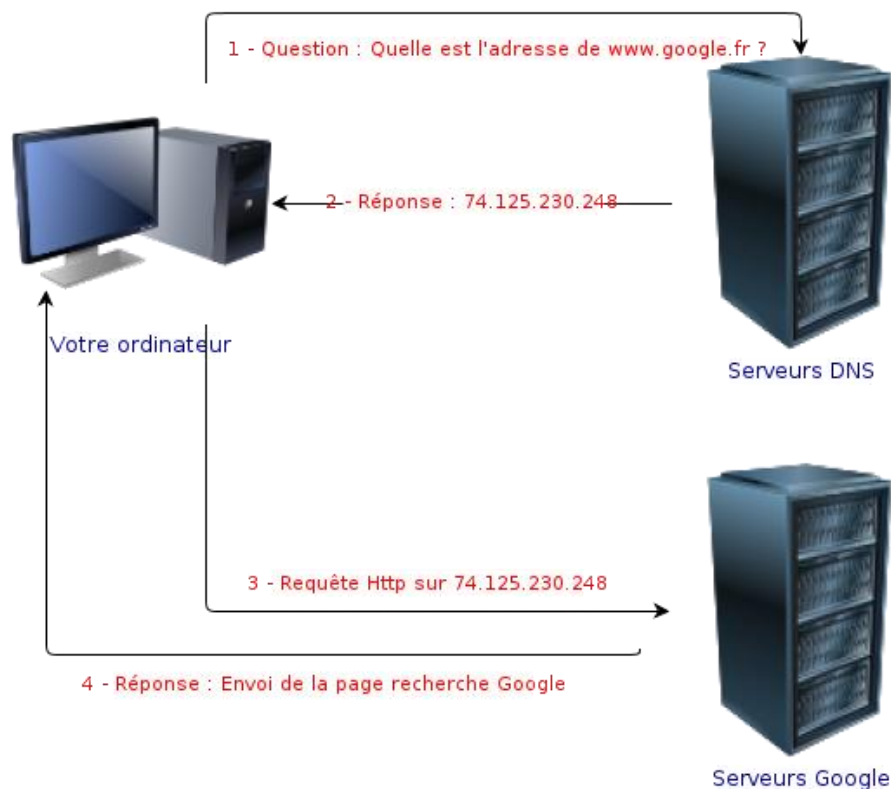 1 - Question : Quelle est l'adresse de www.google.fr ?
2 - Réponse : 74.125.230.248
Votre ordinateur
Serveurs DNS
3 - Requête Http sur 74.125.230.248
4 - Réponse : Envoi de la page recherche Google
Serveurs Google